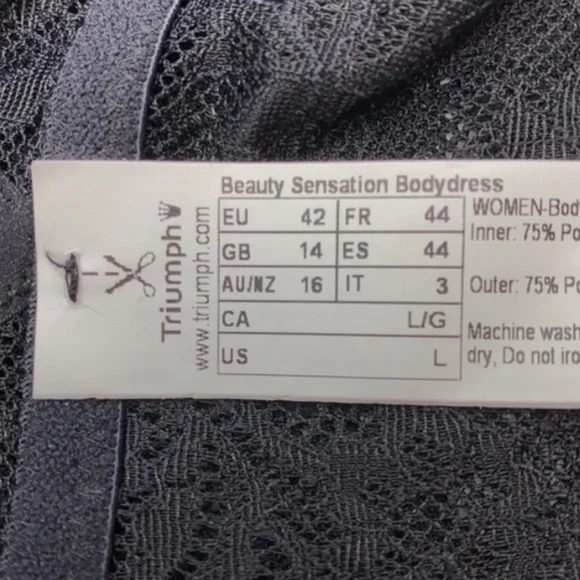 Beauty Sensation Bodydress
EU 42 FR 44
GB 14 ES 44
AU/NZ 16 IT 3
CA L/G
US L
Triumph
www.triumph.com
WOMEN-Bod
Inner: 75% Po
Outer: 75% Po
Machine wash
dry, Do not iro